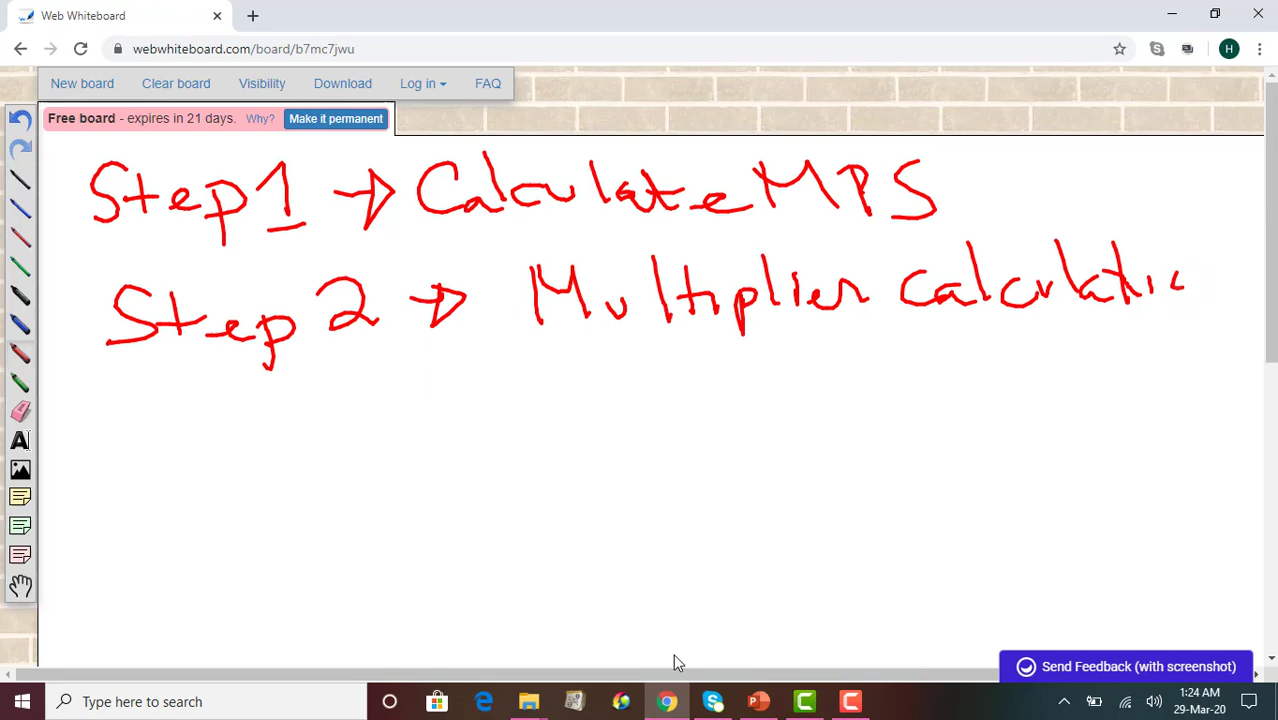 Web Whiteboard
webwhiteboard.com/board/b7mc7jwu
H
New board Clear board Visibility Download Log in FAQ
Free board - expires in 21 days. Why? Make it permanent
Step 1 → Calculate MPS
Step 2 → Multiplier calculatio
A
Send Feedback (with screenshot)
Type here to search
1:24 AM
29-Mar-20